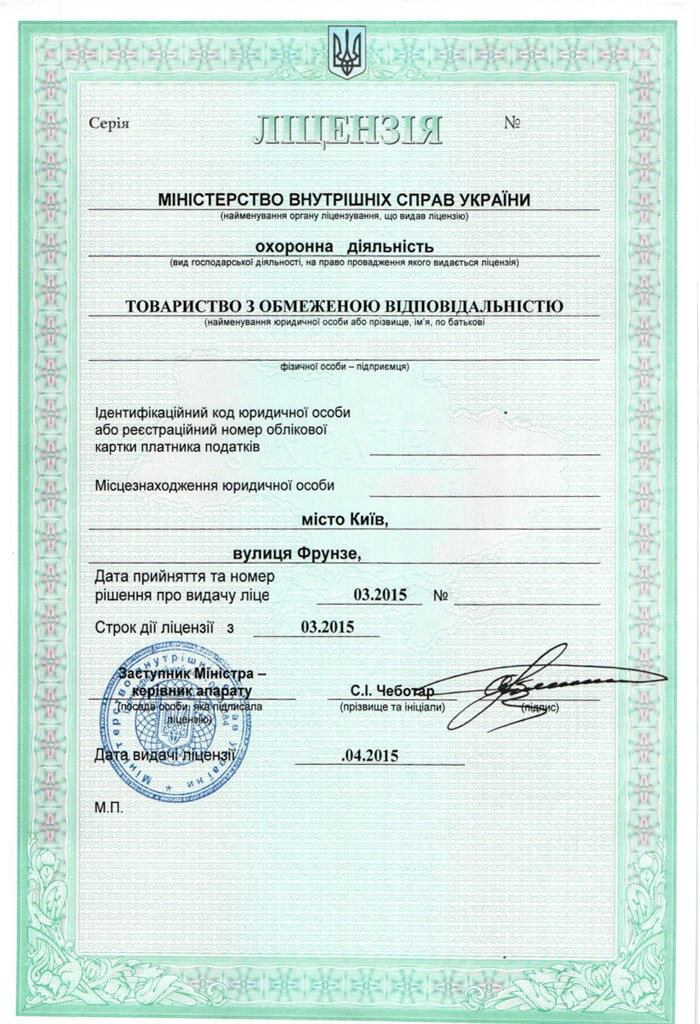 Серія ЛІЦЕНЗІЯ №
МІНІСТЕРСТВО ВНУТРІШНІХ СПРАВ УКРАЇНИ
(найменування органу ліцензування, що видав ліцензію)
охоронна діяльність
(вид господарської діяльності, на право провадження якого видається ліцензія)
ТОВАРИСТВО З ОБМЕЖЕНОЮ ВІДПОВІДАЛЬНІСТЮ
(найменування юридичної особи або прізвище, ім'я, по батькові
фізичної особи – підприємця)
Ідентифікаційний код юридичної особи
або реєстраційний номер облікової
картки платника податків
Місцезнаходження юридичної особи
місто Київ,
вулиця Фрунзе,
Дата прийняття та номер
рішення про видачу ліце 03.2015 №
Строк дії ліцензії з 03.2015
Заступник Міністра –
керівник апарату С.І. Чеботар
(посада особи, яка підписала (прізвище та ініціали) (підпис)
ліцензію)
Дата видачі ліцензії .04.2015
М.П.